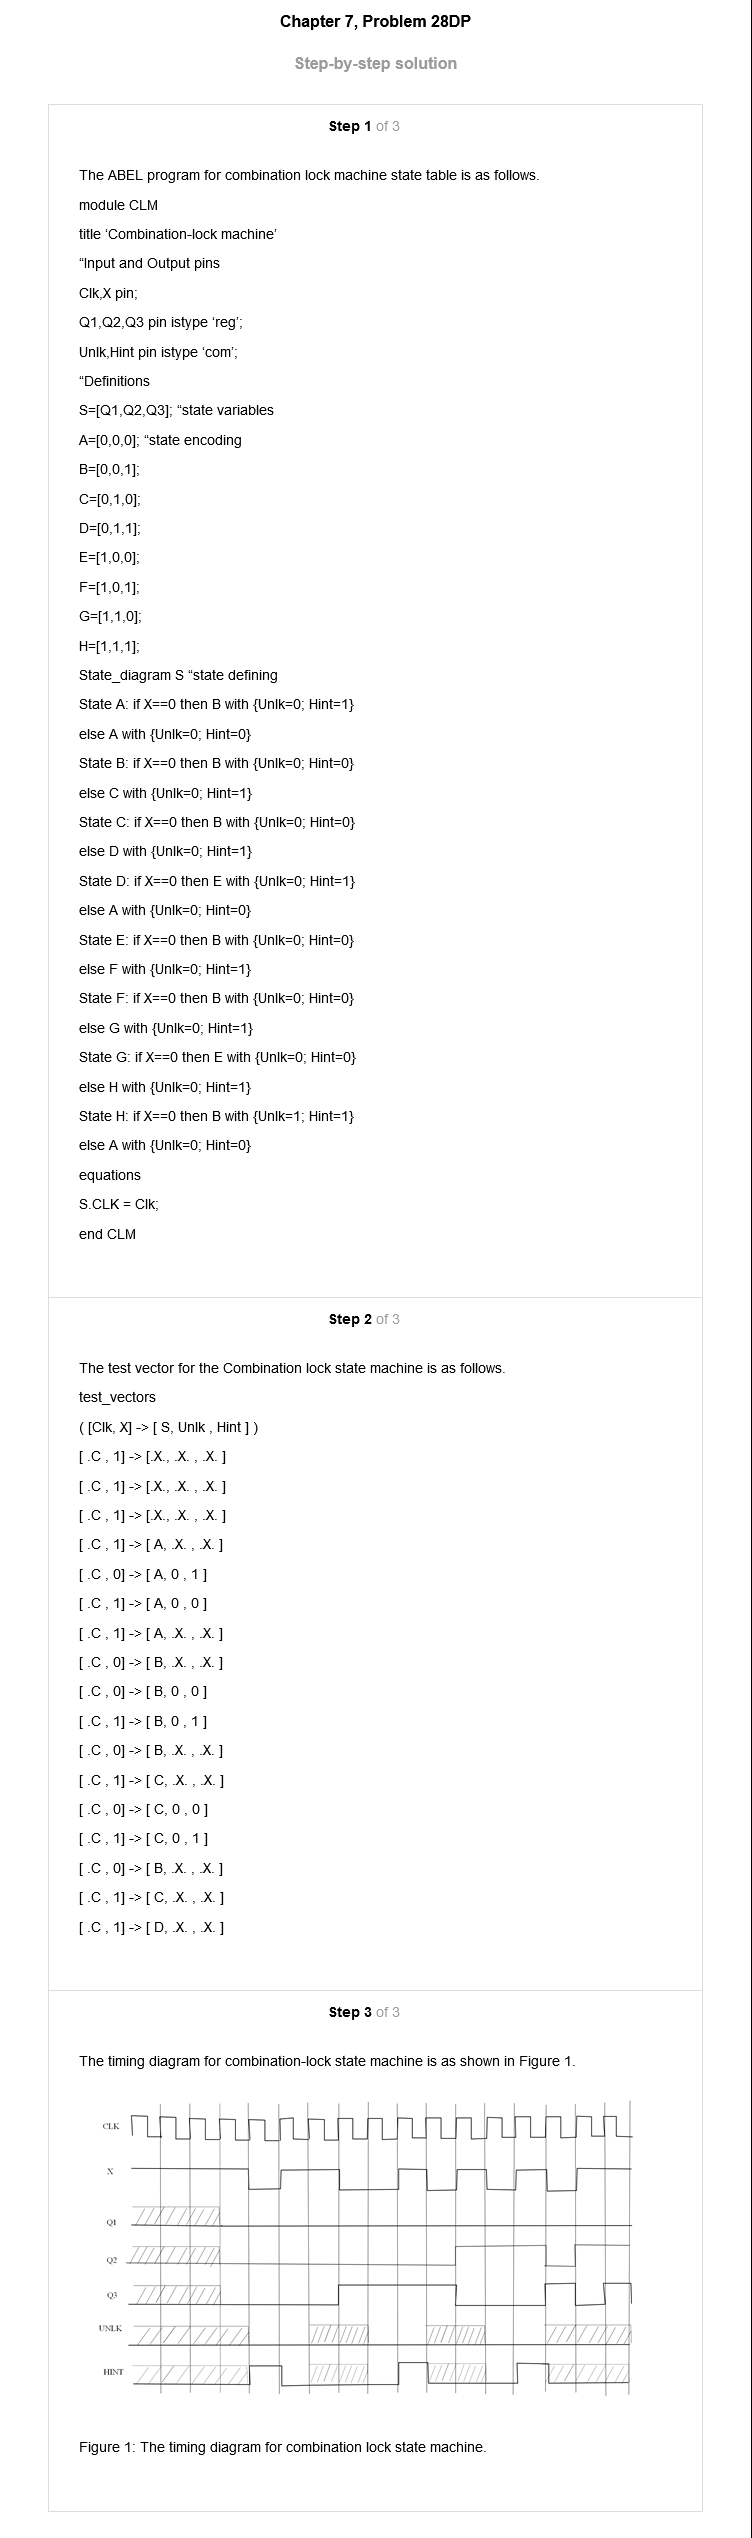 Chapter 7, Problem 28DP
Step-by-step solution
Step 1 of 3
The ABEL program for combination lock machine state table is as follows.
module CLM
title ‘Combination-lock machine’
“Input and Output pins
Clk,X pin;
Q1,Q2,Q3 pin istype ‘reg’;
Unlk,Hint pin istype ‘com’;
“Definitions
S=[Q1,Q2,Q3]; “state variables
A=[0,0,0]; “state encoding
B=[0,0,1];
C=[0,1,0];
D=[0,1,1];
E=[1,0,0];
F=[1,0,1];
G=[1,1,0];
H=[1,1,1];
State_diagram S “state defining
State A: if X==0 then B with {Unlk=0; Hint=1}
else A with {Unlk=0; Hint=0}
State B: if X==0 then B with {Unlk=0; Hint=0}
else C with {Unlk=0; Hint=1}
State C: if X==0 then B with {Unlk=0; Hint=0}
else D with {Unlk=0; Hint=1}
State D: if X==0 then E with {Unlk=0; Hint=1}
else A with {Unlk=0; Hint=0}
State E: if X==0 then B with {Unlk=0; Hint=0}
else F with {Unlk=0; Hint=1}
State F: if X==0 then B with {Unlk=0; Hint=0}
else G with {Unlk=0; Hint=1}
State G: if X==0 then E with {Unlk=0; Hint=0}
else H with {Unlk=0; Hint=1}
State H: if X==0 then B with {Unlk=1; Hint=1}
else A with {Unlk=0; Hint=0}
equations
S.CLK = Clk;
end CLM
Step 2 of 3
The test vector for the Combination lock state machine is as follows.
test_vectors
( [Clk, X] -> [ S, Unlk , Hint ] )
[ .C , 1] -> [.X., .X. , .X. ]
[ .C , 1] -> [.X., .X. , .X. ]
[ .C , 1] -> [.X., .X. , .X. ]
[ .C , 1] -> [ A, .X. , .X. ]
[ .C , 0] -> [ A, 0 , 1 ]
[ .C , 1] -> [ A, 0 , 0 ]
[ .C , 1] -> [ A, .X. , .X. ]
[ .C , 0] -> [ B, .X. , .X. ]
[ .C , 0] -> [ B, 0 , 0 ]
[ .C , 1] -> [ B, 0 , 1 ]
[ .C , 0] -> [ B, .X. , .X. ]
[ .C , 1] -> [ C, .X. , .X. ]
[ .C , 0] -> [ C, 0 , 0 ]
[ .C , 1] -> [ C, 0 , 1 ]
[ .C , 0] -> [ B, .X. , .X. ]
[ .C , 1] -> [ C, .X. , .X. ]
[ .C , 1] -> [ D, .X. , .X. ]
Step 3 of 3
The timing diagram for combination-lock state machine is as shown in Figure 1.
CLK
X
Q1
Q2
Q3
UNLK
HINT
Figure 1: The timing diagram for combination lock state machine.